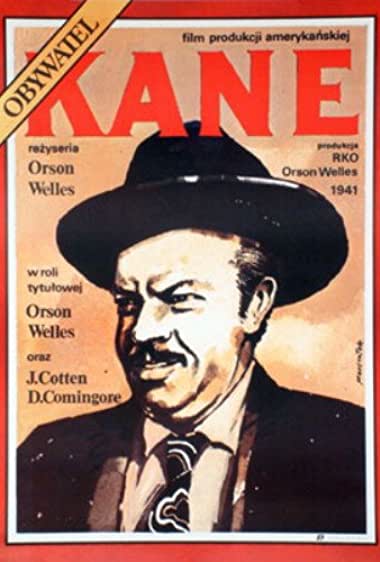 OBYWATEL
film produkcji amerykańskiej
KANE
reżyseria
Orson
Welles
produkcja
RKO
Orson Welles
1941
w roli
tytułowej
Orson
Welles
oraz
J.Cotten
D.Comingore